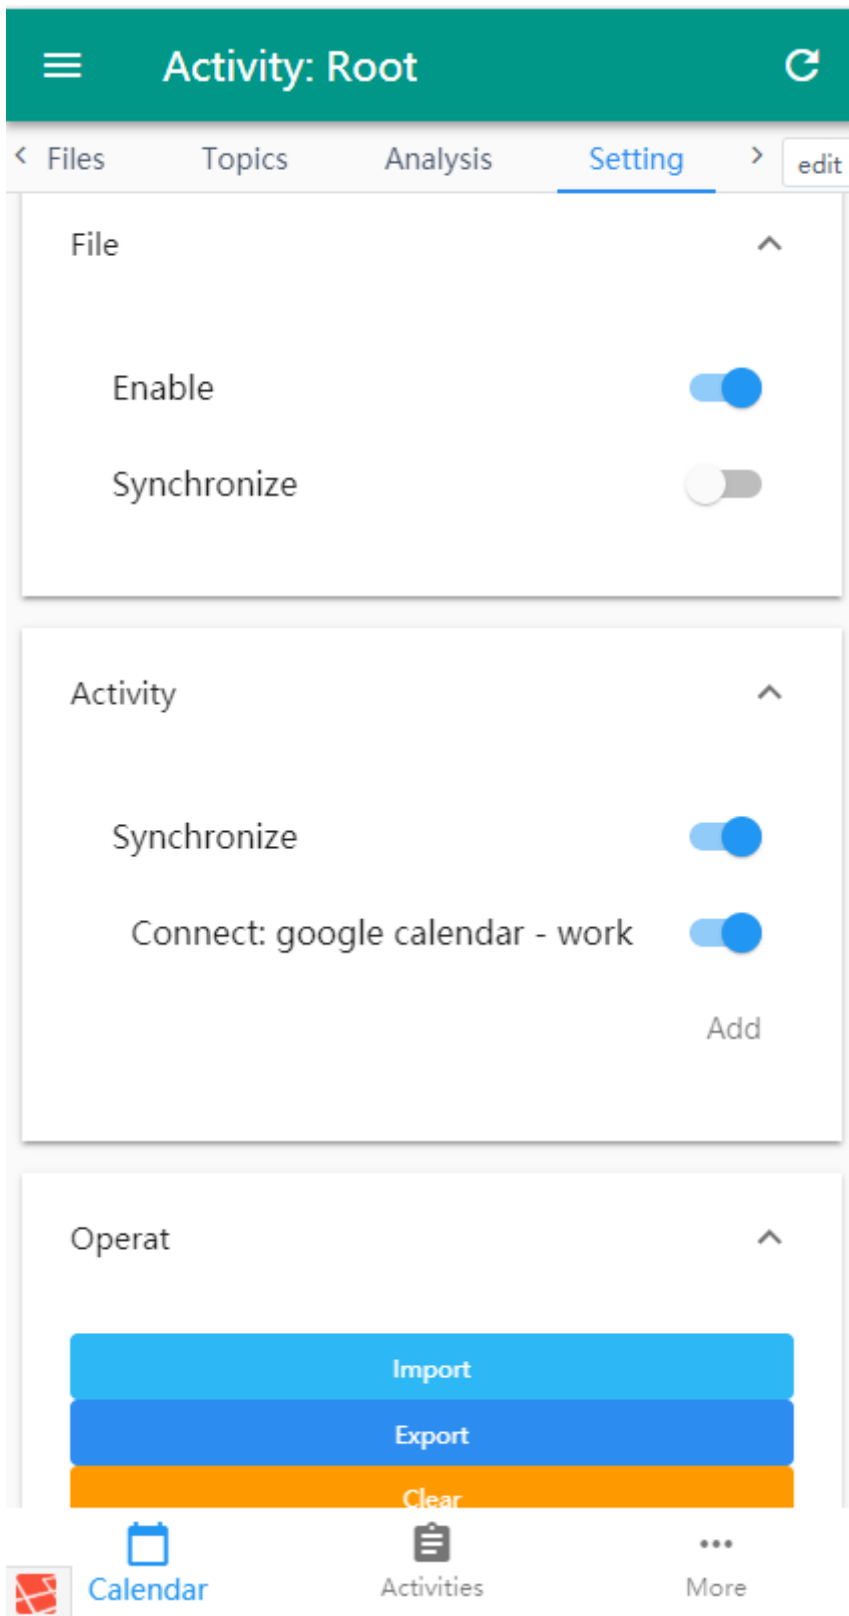 Activity: Root
Files Topics Analysis Setting edit
File
Enable
Synchronize
Activity
Synchronize
Connect: google calendar - work
Add
Operat
Import
Export
Clear
Calendar Activities More